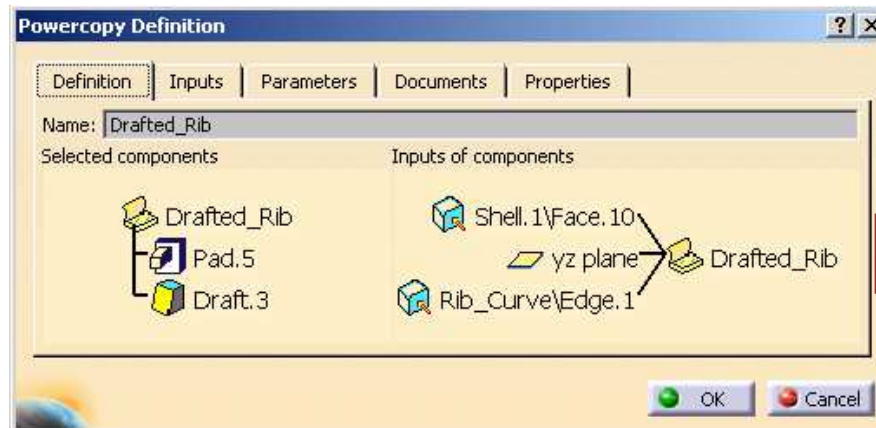 Powercopy Definition
Definition Inputs Parameters Documents Properties
Name: Drafted_Rib
Selected components Inputs of components
Drafted_Rib
Pad.5
Draft.3
Shell.1\Face.10
yz plane
Rib_Curve\Edge.1
Drafted_Rib
OK Cancel